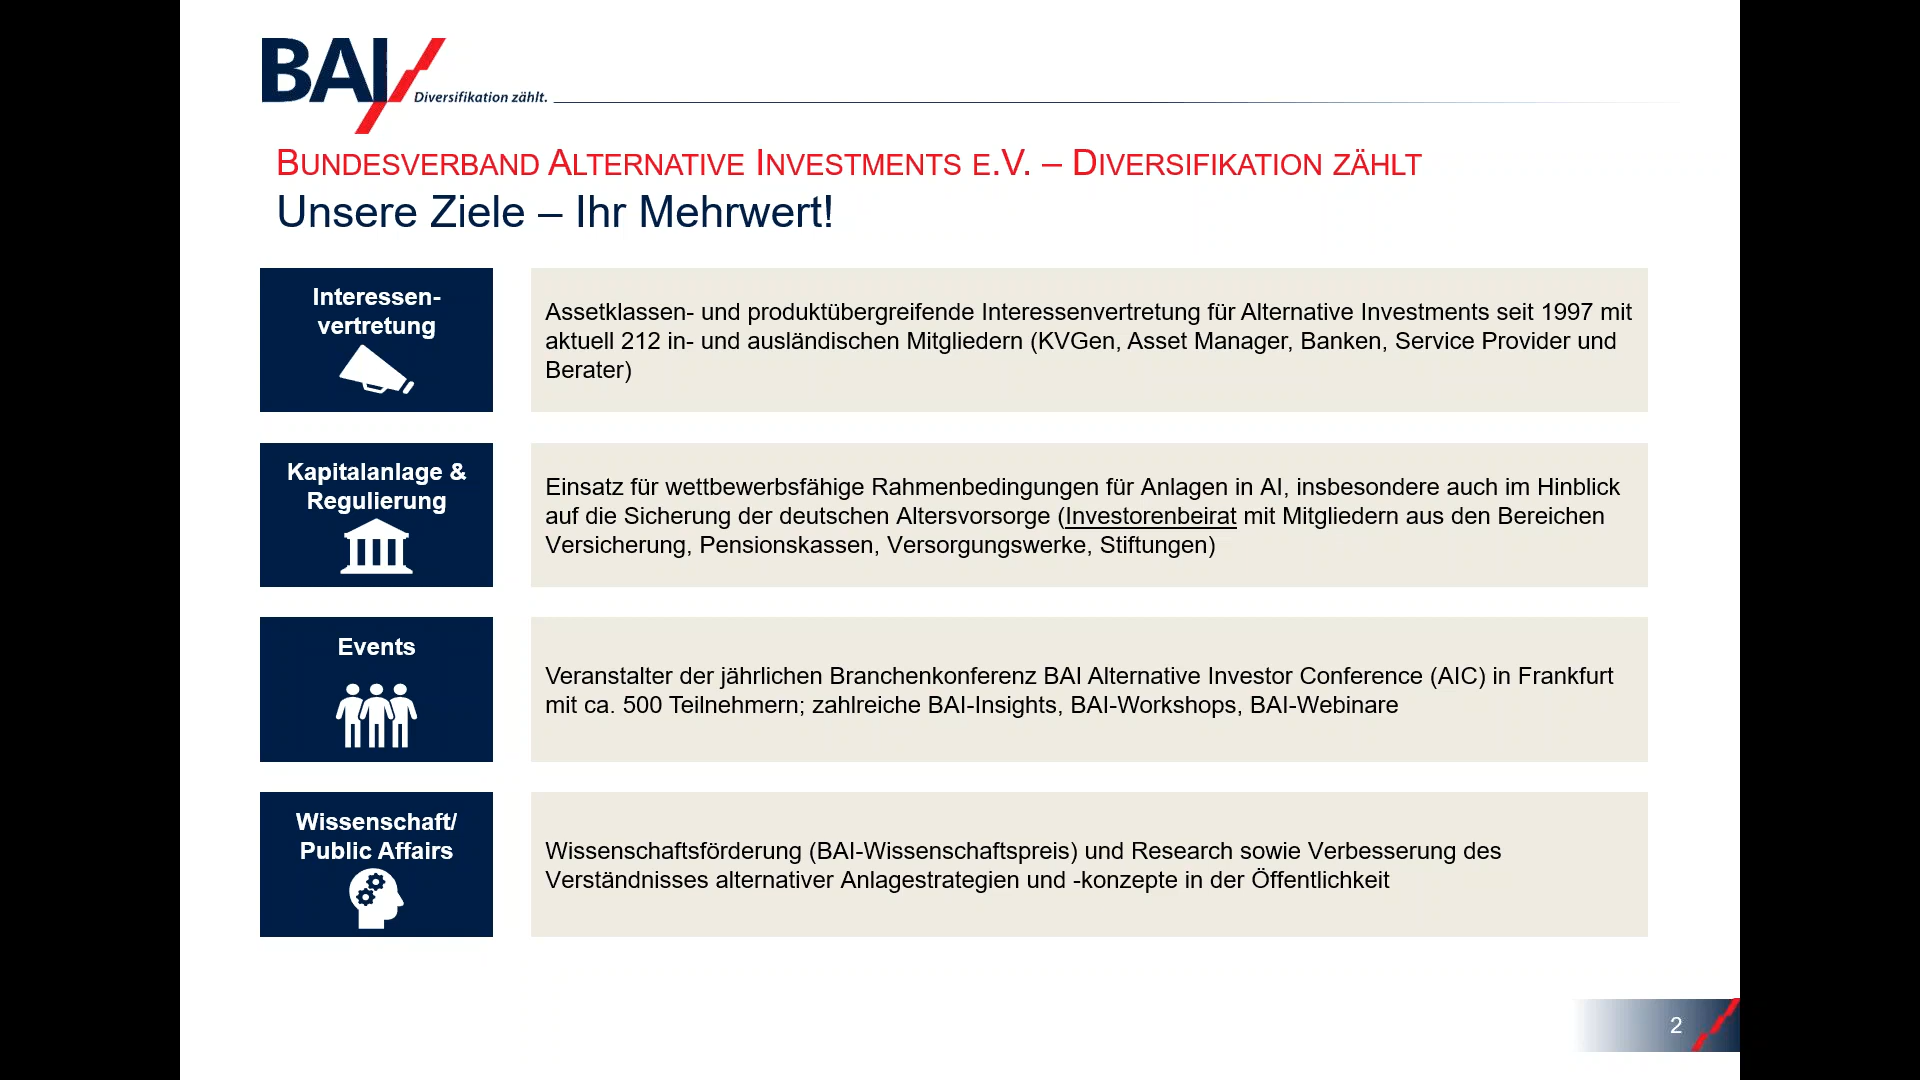 BAI
Diversifikation zählt.
BUNDESVERBAND ALTERNATIVE INVESTMENTS E.V. – DIVERSIFIKATION ZÄHLT
Unsere Ziele – Ihr Mehrwert!
Interessen-
vertretung
Assetklassen- und produktübergreifende Interessenvertretung für Alternative Investments seit 1997 mit
aktuell 212 in- und ausländischen Mitgliedern (KVGen, Asset Manager, Banken, Service Provider und
Berater)
Kapitalanlage &
Regulierung
Einsatz für wettbewerbsfähige Rahmenbedingungen für Anlagen in AI, insbesondere auch im Hinblick
auf die Sicherung der deutschen Altersvorsorge (Investorenbeirat mit Mitgliedern aus den Bereichen
Versicherung, Pensionskassen, Versorgungswerke, Stiftungen)
Events
Veranstalter der jährlichen Branchenkonferenz BAI Alternative Investor Conference (AIC) in Frankfurt
mit ca. 500 Teilnehmern; zahlreiche BAI-Insights, BAI-Workshops, BAI-Webinare
Wissenschaft/
Public Affairs
Wissenschaftsförderung (BAI-Wissenschaftspreis) und Research sowie Verbesserung des
Verständnisses alternativer Anlagestrategien und -konzepte in der Öffentlichkeit
2